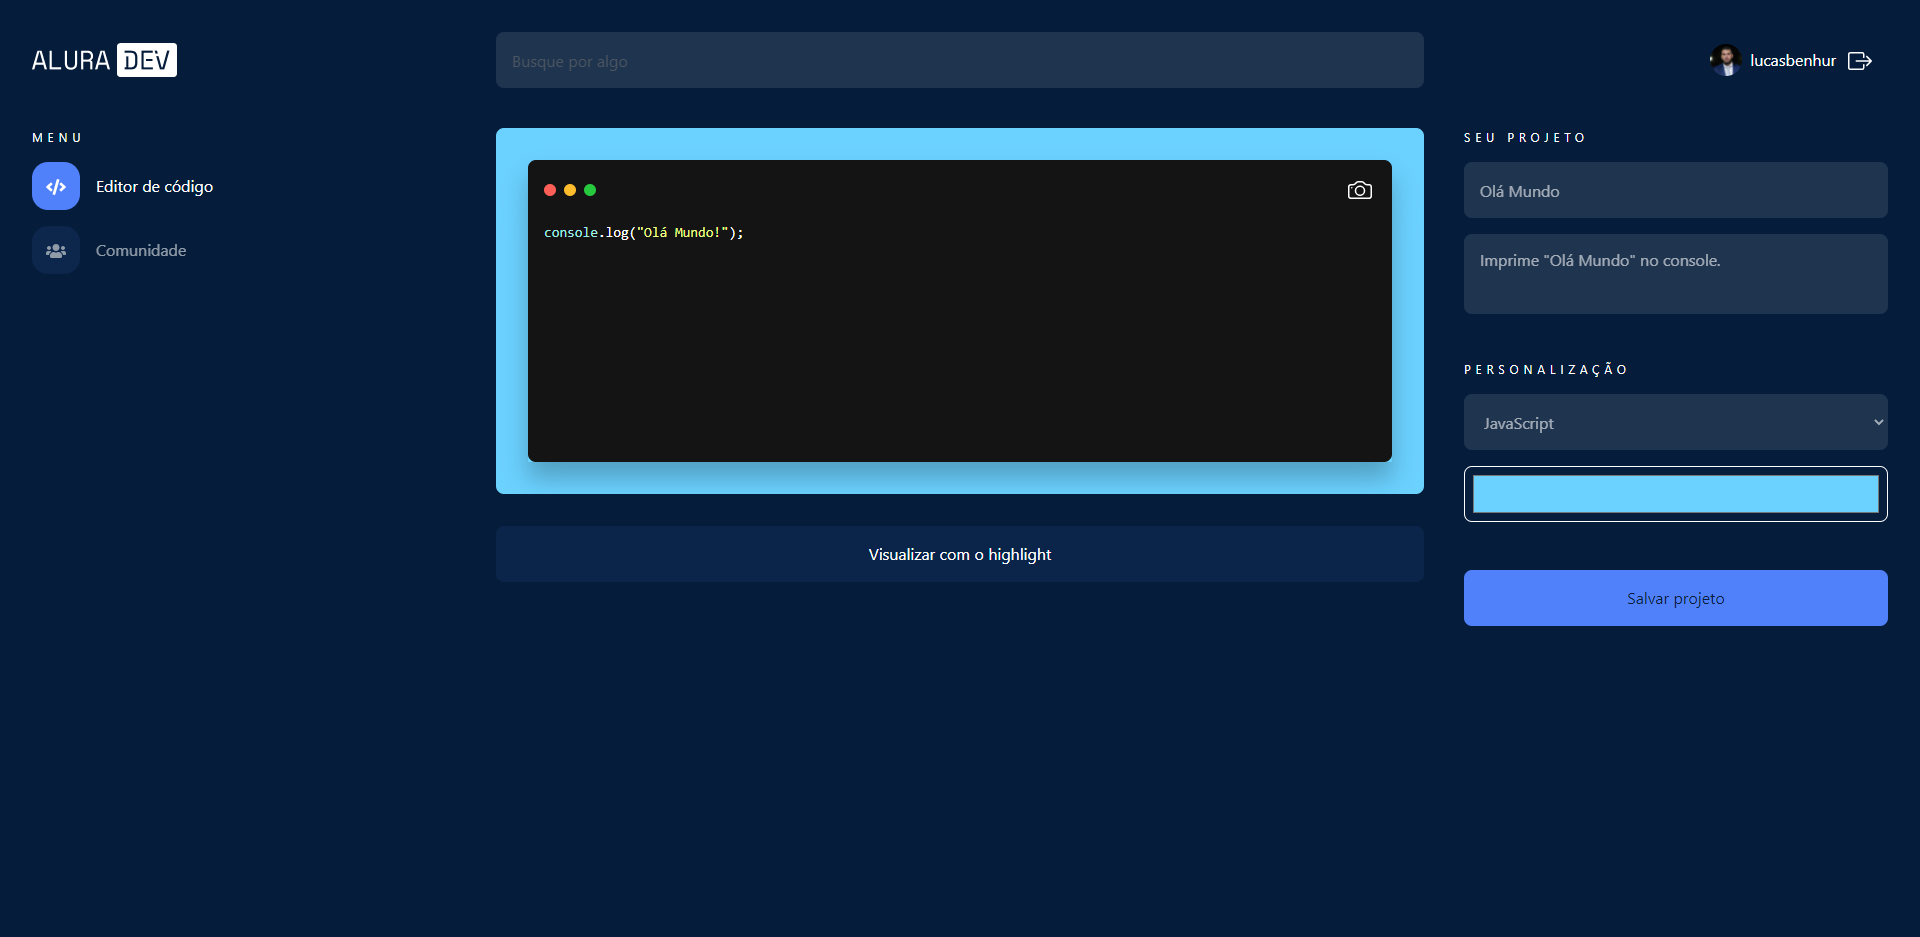 ALURA DEV
Busque por algo
lucasbenhur
MENU
Editor de código
Comunidade
console.log("Olá Mundo!");
Visualizar com o highlight
SEU PROJETO
Olá Mundo
Imprime "Olá Mundo" no console.
PERSONALIZAÇÃO
JavaScript
Salvar projeto